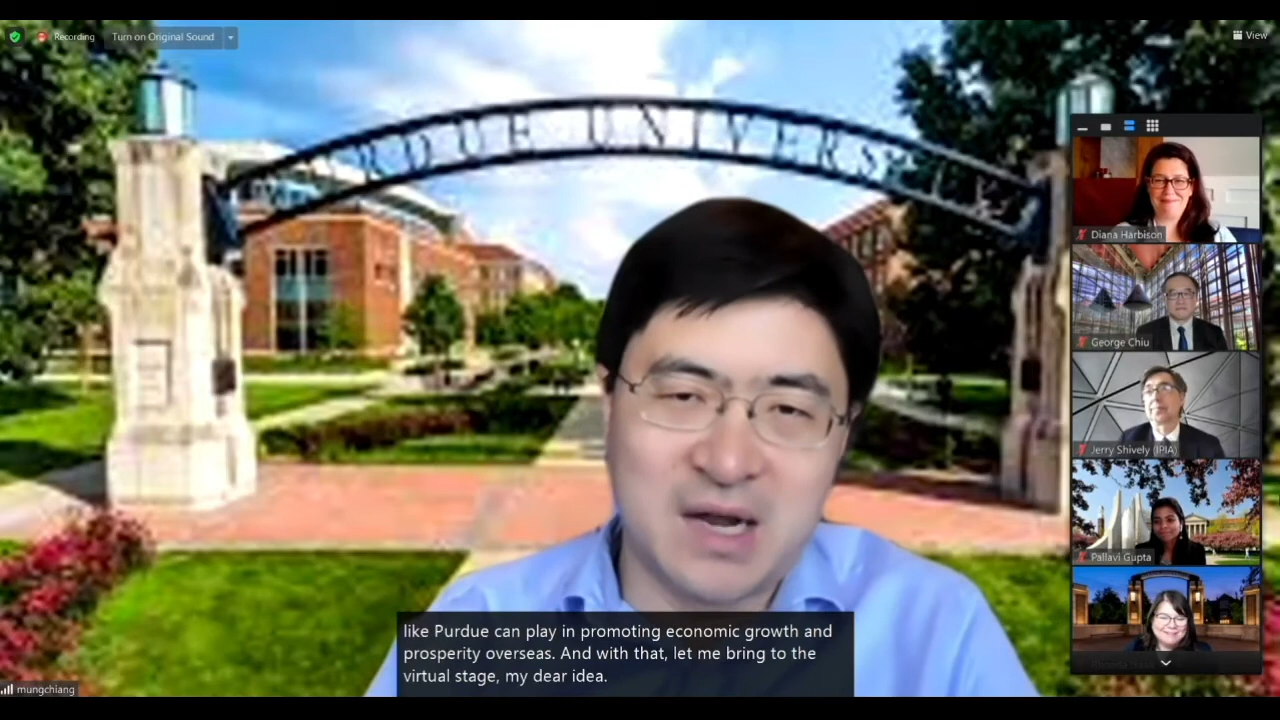 Recording
Turn on Original Sound
View
RDUE UNIVERS
Diana Harbison
George Chiu
Jerry Shively (IPIA)
Pallavi Gupta
like Purdue can play in promoting economic growth and
prosperity overseas. And with that, let me bring to the
virtual stage, my dear idea.
mungchiang